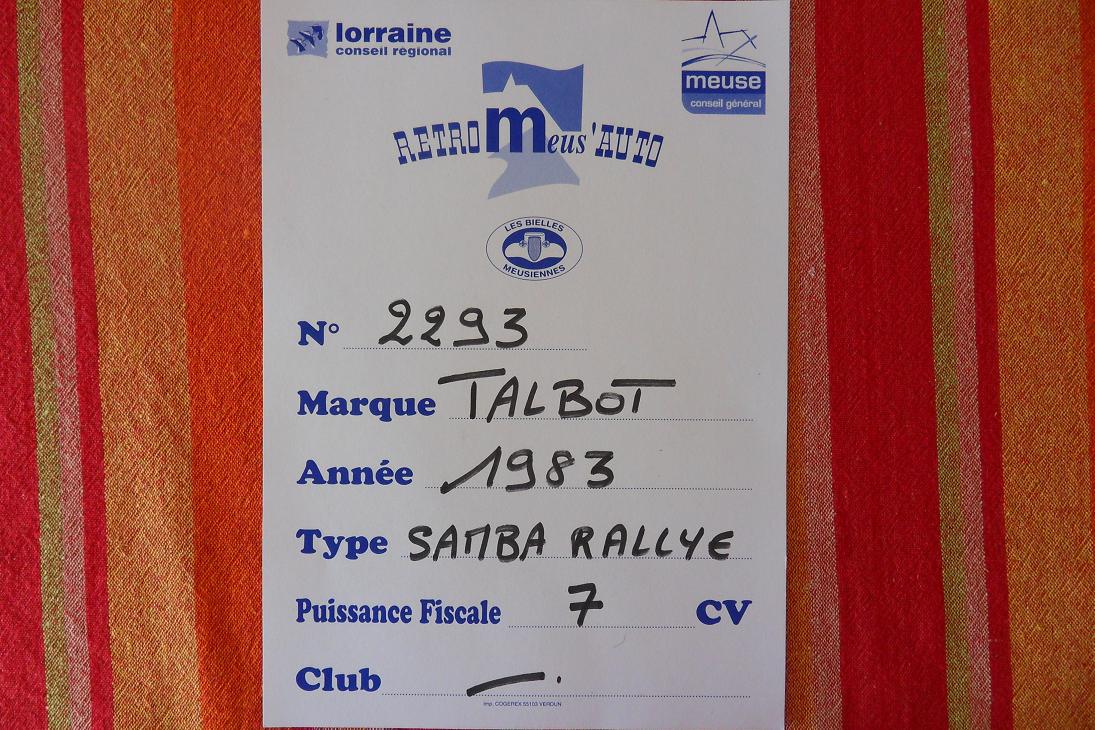 lorraine
conseil regional
meuse
conseil général
RETRO meus'AUTO
LES BIELLES
MEUSIENNES
N° 2293
Marque TALBOT
Année 1983
Type SAMBA RALLYE
Puissance Fiscale 7 CV
Club —.
Imp. COGEREX 55103 VERDUN